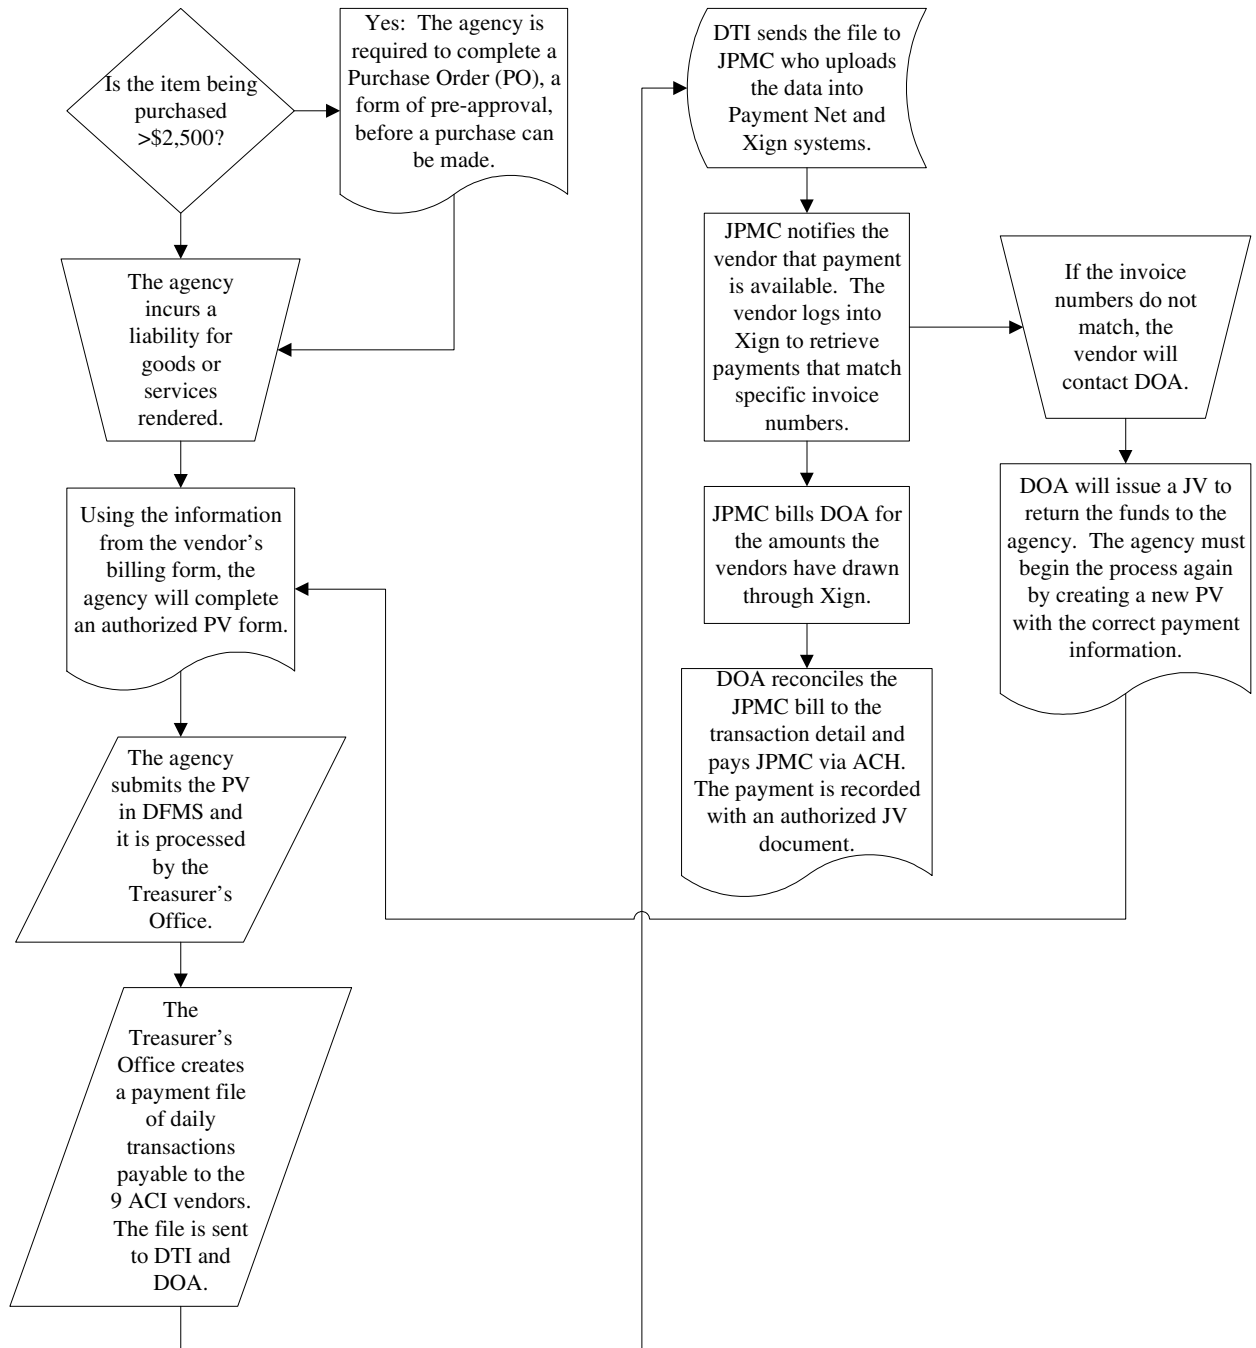 Is the item being
purchased
>$2,500?
Yes:  The agency is
required to complete a
Purchase Order (PO), a
form of pre-approval,
before a purchase can
be made.
The agency
incurs a
liability for
goods or
services
rendered.
Using the information
from the vendor’s
billing form, the
agency will complete
an authorized PV form.
The agency
submits the PV
in DFMS and
it is processed
by the
Treasurer’s
Office.
The
Treasurer’s
Office creates
a payment file
of daily
transactions
payable to the
9 ACI vendors.
The file is sent
to DTI and
DOA.
DTI sends the file to
JPMC who uploads
the data into
Payment Net and
Xign systems.
JPMC notifies the
vendor that payment
is available.  The
vendor logs into
Xign to retrieve
payments that match
specific invoice
numbers.
If the invoice
numbers do not
match, the
vendor will
contact DOA.
JPMC bills DOA for
the amounts the
vendors have drawn
through Xign.
DOA will issue a JV to
return the funds to the
agency.  The agency must
begin the process again
by creating a new PV
with the correct payment
information.
DOA reconciles the
JPMC bill to the
transaction detail and
pays JPMC via ACH.
The payment is recorded
with an authorized JV
document.